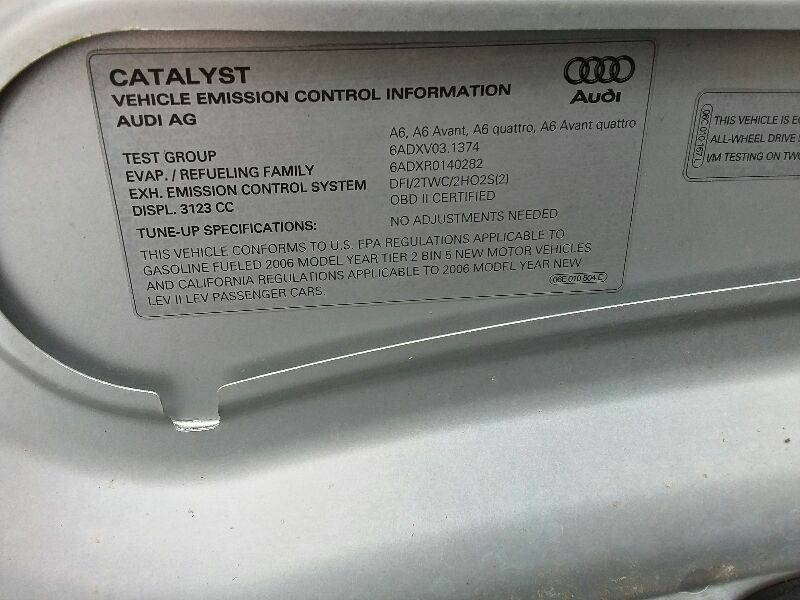 CATALYST
VEHICLE EMISSION CONTROL INFORMATION
AUDI AG
Audi
A6, A6 Avant, A6 quattro, A6 Avant quattro
TEST GROUP 6ADXV03.1374
EVAP. / REFUELING FAMILY 6ADXR0140282
EXH. EMISSION CONTROL SYSTEM DFI/2TWC/2HO2S(2)
DISPL. 3123 CC OBD II CERTIFIED
TUNE-UP SPECIFICATIONS: NO ADJUSTMENTS NEEDED
THIS VEHICLE CONFORMS TO U.S. EPA REGULATIONS APPLICABLE TO
GASOLINE FUELED 2006 MODEL YEAR TIER 2 BIN 5 NEW MOTOR VEHICLES
AND CALIFORNIA REGULATIONS APPLICABLE TO 2006 MODEL YEAR NEW
LEV II LEV PASSENGER CARS.
06E 010 504 E
THIS VEHICLE IS
ALL-WHEEL DRIVE
I/M TESTING ON